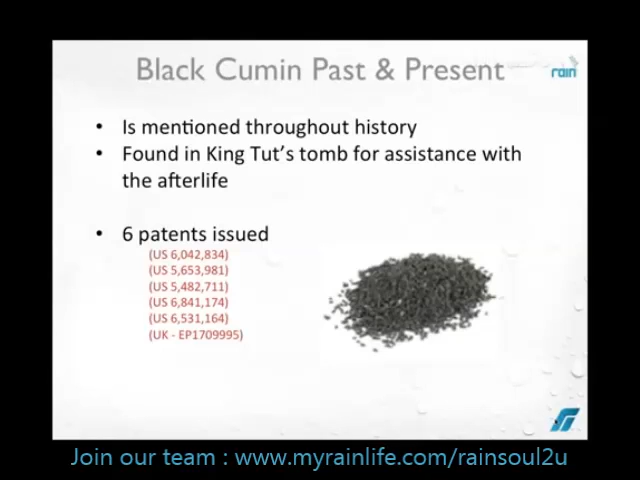 Black Cumin Past & Present
rain
• Is mentioned throughout history
• Found in King Tut's tomb for assistance with
the afterlife
• 6 patents issued
(US 6,042,834)
(US 5,653,981)
(US 5,482,711)
(US 6,841,174)
(US 6,531,164)
(UK - EP1709995)
Join our team : www.myrainlife.com/rainsoul2u